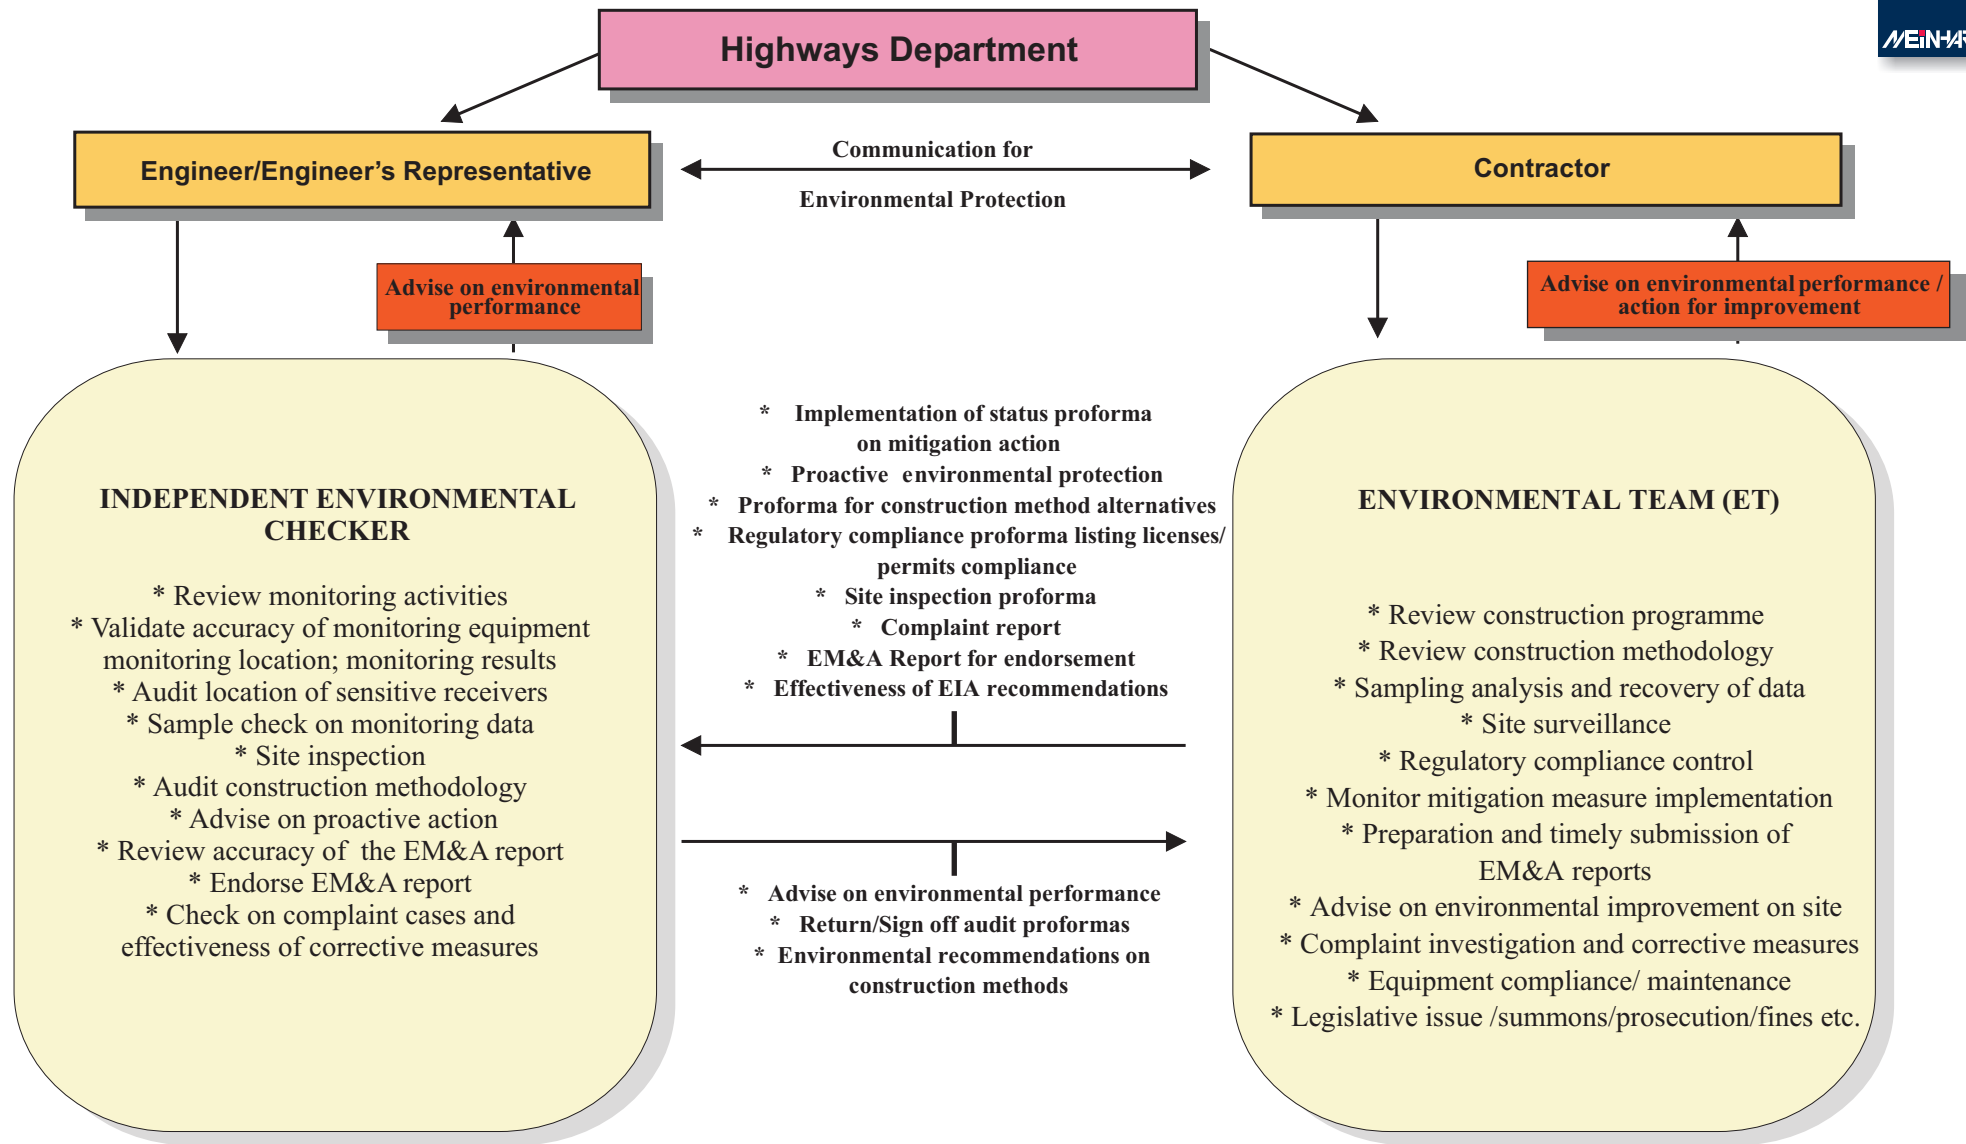 Highways Department
Engineer/Engineer's Representative
Communication for
Environmental Protection
Contractor
Advise on environmental
performance
Advise on environmental performance /
action for improvement
INDEPENDENT ENVIRONMENTAL
CHECKER
* Review monitoring activities
* Validate accuracy of monitoring equipment
monitoring location; monitoring results
* Audit location of sensitive receivers
* Sample check on monitoring data
* Site inspection
* Audit construction methodology
* Advise on proactive action
* Review accuracy of the EM&A report
* Endorse EM&A report
* Check on complaint cases and
effectiveness of corrective measures
* Implementation of status proforma
on mitigation action
* Proactive environmental protection
* Proforma for construction method alternatives
* Regulatory compliance proforma listing licenses/
permits compliance
* Site inspection proforma
* Complaint report
* EM&A Report for endorsement
* Effectiveness of EIA recommendations
* Advise on environmental performance
* Return/Sign off audit proformas
* Environmental recommendations on
construction methods
ENVIRONMENTAL TEAM (ET)
* Review construction programme
* Review construction methodology
* Sampling analysis and recovery of data
* Site surveillance
* Regulatory compliance control
* Monitor mitigation measure implementation
* Preparation and timely submission of
EM&A reports
* Advise on environmental improvement on site
* Complaint investigation and corrective measures
* Equipment compliance/ maintenance
* Legislative issue /summons/prosecution/fines etc.